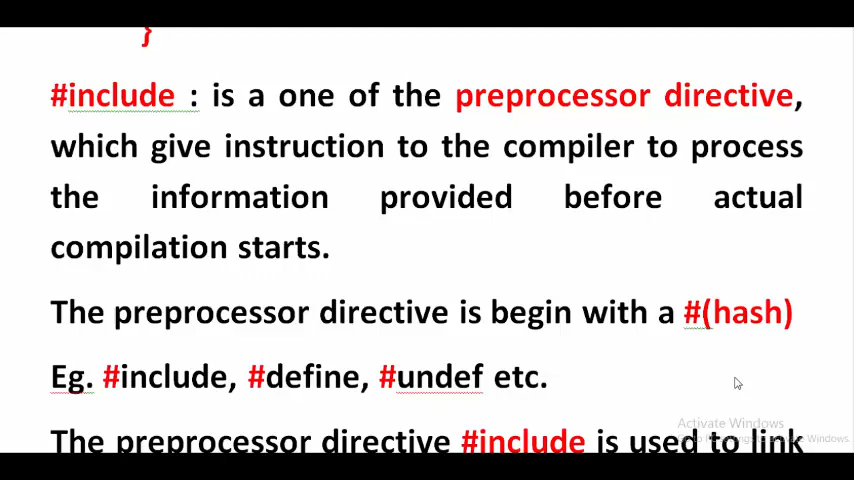 }
#include : is a one of the preprocessor directive,
which give instruction to the compiler to process
the information provided before actual
compilation starts.
The preprocessor directive is begin with a #(hash)
Eg. #include, #define, #undef etc.
Activate Windows
The preprocessor directive #include is used to link